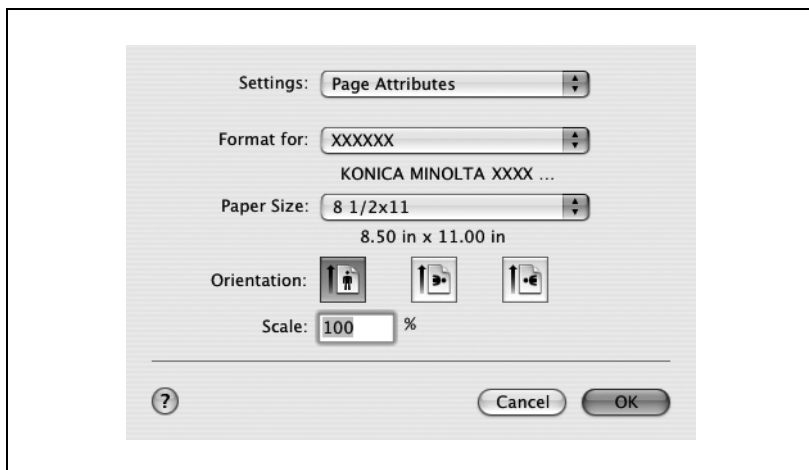 Settings: Page Attributes
Format for: XXXXXX
KONICA MINOLTA XXXX ...
Paper Size: 8 1/2x11
8.50 in x 11.00 in
Orientation:
Scale: 100 %
? Cancel OK